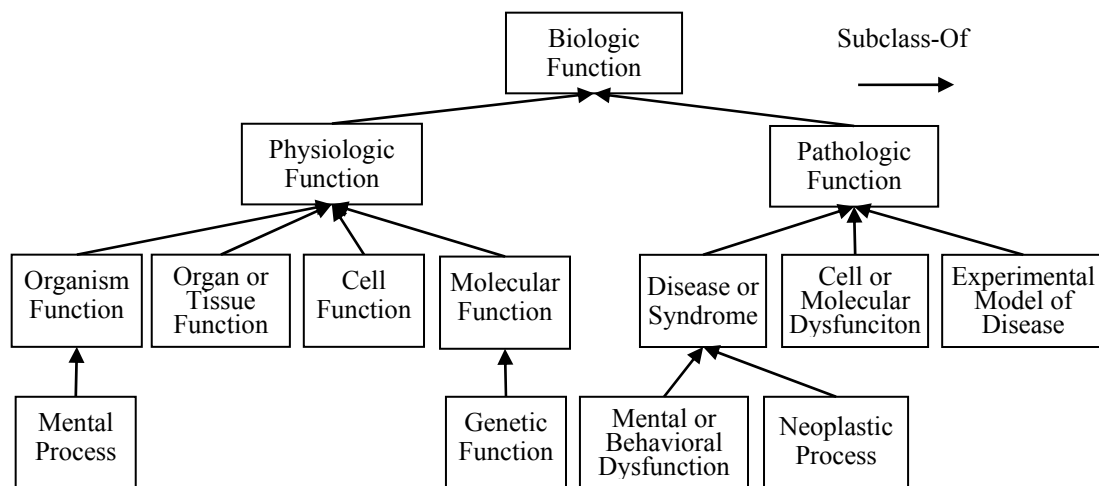 Biologic
Function
Subclass-Of
Physiologic
Function
Pathologic
Function
Organism
Function
Organ or
Tissue
Function
Cell
Function
Molecular
Function
Disease or
Syndrome
Cell or
Molecular
Dysfunciton
Experimental
Model of
Disease
Mental
Process
Genetic
Function
Mental or
Behavioral
Dysfunction
Neoplastic
Process